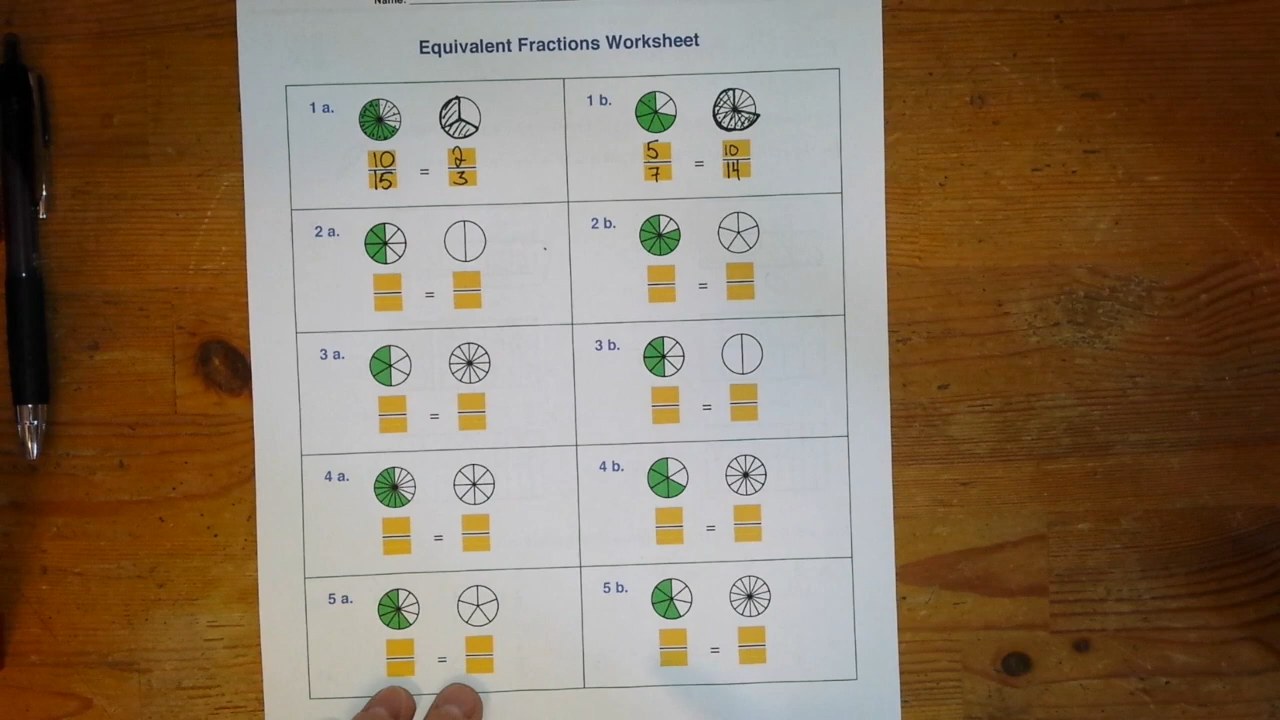 Name:
Equivalent Fractions Worksheet
1 a.
10/15 = 2/3
1 b.
5/7 = 10/14
2 a.
=
2 b.
=
3 a.
=
3 b.
=
4 a.
=
4 b.
=
5 a.
=
5 b.
=